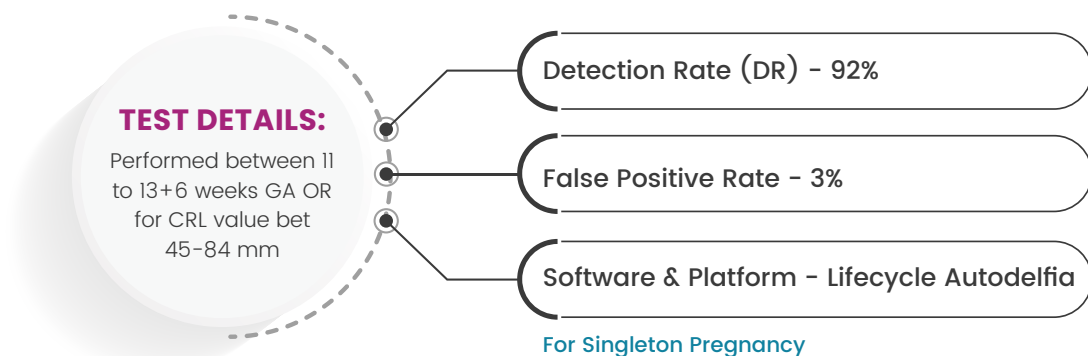 TEST DETAILS:
Performed between 11
to 13+6 weeks GA OR
for CRL value bet
45-84 mm
Detection Rate (DR) - 92%
False Positive Rate - 3%
Software & Platform - Lifecycle Autodelfia
For Singleton Pregnancy